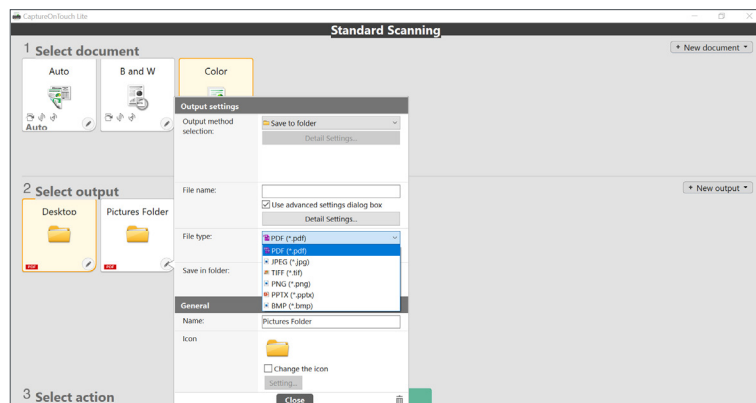 CaptureOnTouch Lite
Standard Scanning
1 Select document
+ New document
Auto
B and W
Color
Auto
Output settings
Output method selection:
Save to folder
Detail Settings...
2 Select output
+ New output
Desktop
Pictures Folder
PDF
PDF
File name:
Use advanced settings dialog box
Detail Settings...
File type:
PDF (*.pdf)
PDF (*.pdf)
JPEG (*.jpg)
TIFF (*.tif)
PNG (*.png)
PPTX (*.pptx)
BMP (*.bmp)
Save in folder:
General
Name:
Pictures Folder
Icon
Change the icon
Setting...
3 Select action
Close